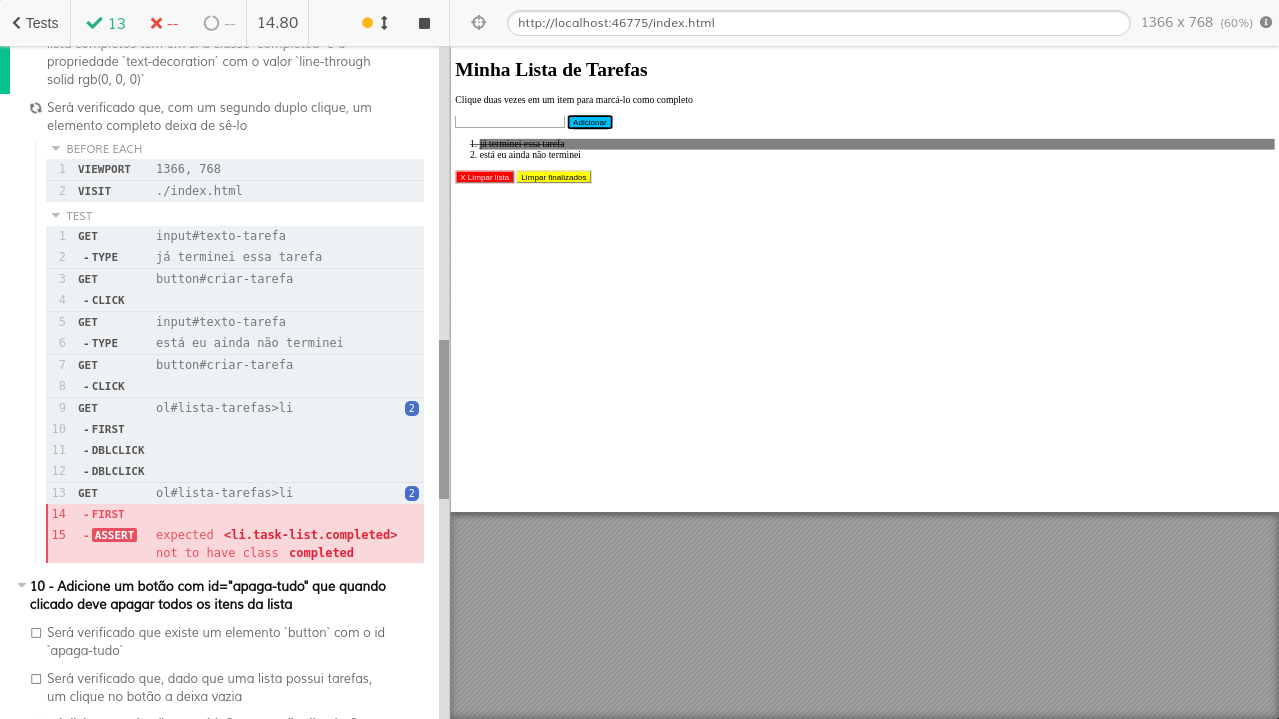 Tests 13 -- -- 14.80 http://localhost:46775/index.html 1366 x 768 (60%)
lista completos tem em si a classe `completed` e a
propriedade `text-decoration` com o valor `line-through
solid rgb(0, 0, 0)`
Será verificado que, com um segundo duplo clique, um
elemento completo deixa de sê-lo
BEFORE EACH
1 VIEWPORT 1366, 768
2 VISIT ./index.html
TEST
1 GET input#texto-tarefa
2 -TYPE já terminei essa tarefa
3 GET button#criar-tarefa
4 -CLICK
5 GET input#texto-tarefa
6 -TYPE está eu ainda não terminei
7 GET button#criar-tarefa
8 -CLICK
9 GET ol#lista-tarefas>li 2
10 -FIRST
11 -DBLCLICK
12 -DBLCLICK
13 GET ol#lista-tarefas>li 2
14 -FIRST
15 -ASSERT expected <li.task-list.completed>
not to have class completed
10 - Adicione um botão com id="apaga-tudo" que quando
clicado deve apagar todos os itens da lista
Será verificado que existe um elemento `button` com o id
`apaga-tudo`
Será verificado que, dado que uma lista possui tarefas,
um clique no botão a deixa vazia
Minha Lista de Tarefas
Clique duas vezes em um item para marcá-lo como completo
Adicionar
1. já terminei essa tarefa
2. está eu ainda não terminei
X Limpar lista Limpar finalizados